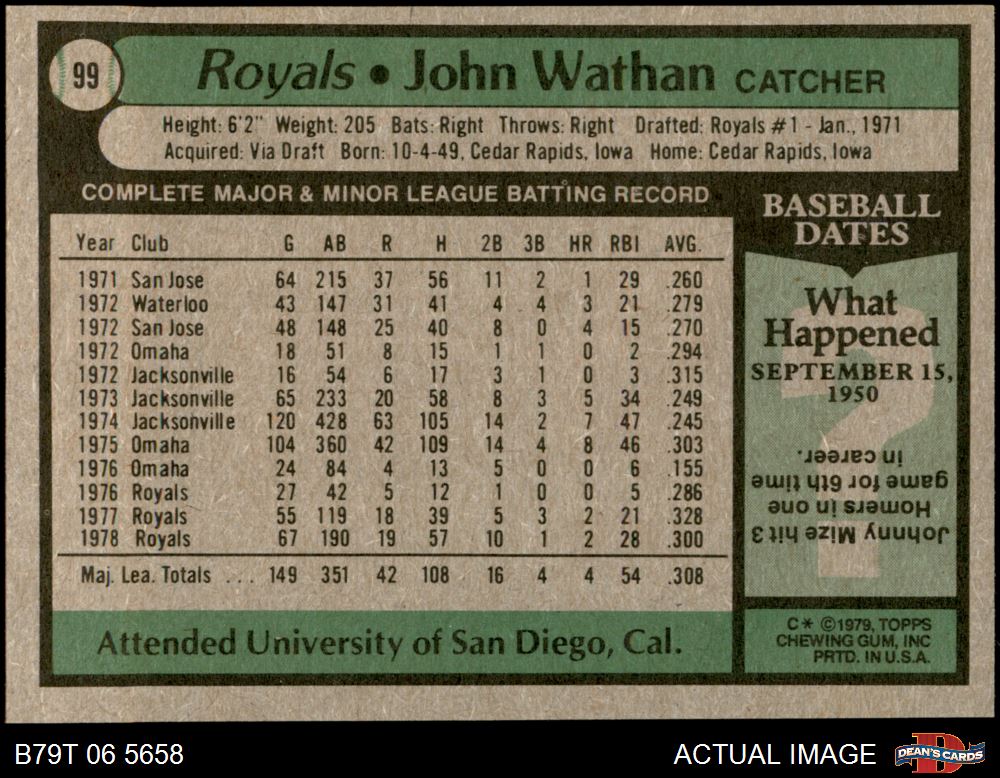 99
Royals • John Wathan CATCHER
Height: 6'2" Weight: 205 Bats: Right Throws: Right Drafted: Royals #1 - Jan., 1971
Acquired: Via Draft Born: 10-4-49, Cedar Rapids, Iowa Home: Cedar Rapids, Iowa
COMPLETE MAJOR & MINOR LEAGUE BATTING RECORD
Year Club G AB R H 2B 3B HR RBI AVG.
1971 San Jose 64 215 37 56 11 2 1 29 .260
1972 Waterloo 43 147 31 41 4 4 3 21 .279
1972 San Jose 48 148 25 40 8 0 4 15 .270
1972 Omaha 18 51 8 15 1 1 0 2 .294
1972 Jacksonville 16 54 6 17 3 1 0 3 .315
1973 Jacksonville 65 233 20 58 8 3 5 34 .249
1974 Jacksonville 120 428 63 105 14 2 7 47 .245
1975 Omaha 104 360 42 109 14 4 8 46 .303
1976 Omaha 24 84 4 13 5 0 0 6 .155
1976 Royals 27 42 5 12 1 0 0 5 .286
1977 Royals 55 119 18 39 5 3 2 21 .328
1978 Royals 67 190 19 57 10 1 2 28 .300
Maj. Lea. Totals ... 149 351 42 108 16 4 4 54 .308
Attended University of San Diego, Cal.
BASEBALL
DATES
What
Happened
SEPTEMBER 15,
1950
Johnny Mize hit 3
Homers in one
game for 6th time
in career.
C* ©1979, TOPPS
CHEWING GUM, INC
PRTD. IN U.S.A.
B79T 06 5658
ACTUAL IMAGE
D
DEAN'S CARDS